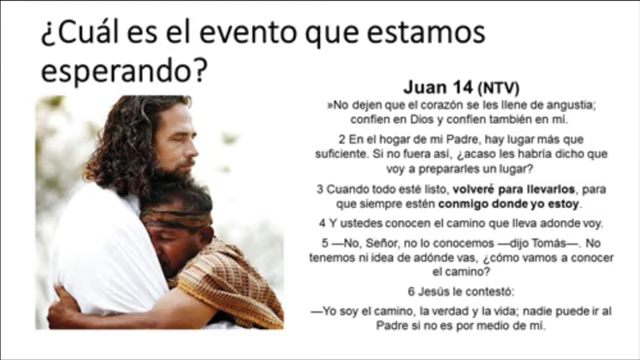 ¿Cuál es el evento que estamos
esperando?
Juan 14 (NTV)
»No dejen que el corazón se les llene de angustia;
confíen en Dios y confíen también en mí.
2 En el hogar de mi Padre, hay lugar más que
suficiente. Si no fuera así, ¿acaso les habría dicho que
voy a prepararles un lugar?
3 Cuando todo esté listo, volveré para llevarlos, para
que siempre estén conmigo donde yo estoy.
4 Y ustedes conocen el camino que lleva adonde voy.
5 —No, Señor, no lo conocemos —dijo Tomás—. No
tenemos ni idea de adónde vas, ¿cómo vamos a conocer
el camino?
6 Jesús le contestó:
—Yo soy el camino, la verdad y la vida; nadie puede ir al
Padre si no es por medio de mí.